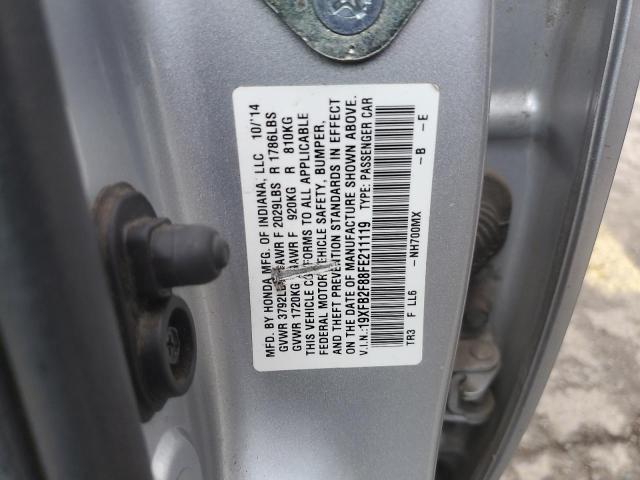 MFD. BY HONDA MFG. OF INDIANA, LLC 10/'14
GVWR 3792LBS GAWR F 2029LBS R 1786LBS
GVWR 1720KG GAWR F 920KG R 810KG
THIS VEHICLE CONFORMS TO ALL APPLICABLE
FEDERAL MOTOR VEHICLE SAFETY, BUMPER,
AND THEFT PREVENTION STANDARDS IN EFFECT
ON THE DATE OF MANUFACTURE SHOWN ABOVE.
V.I.N.:19XFB2F88FE211119 TYPE: PASSENGER CAR
TR3 F LL6 -NH700MX -B -E